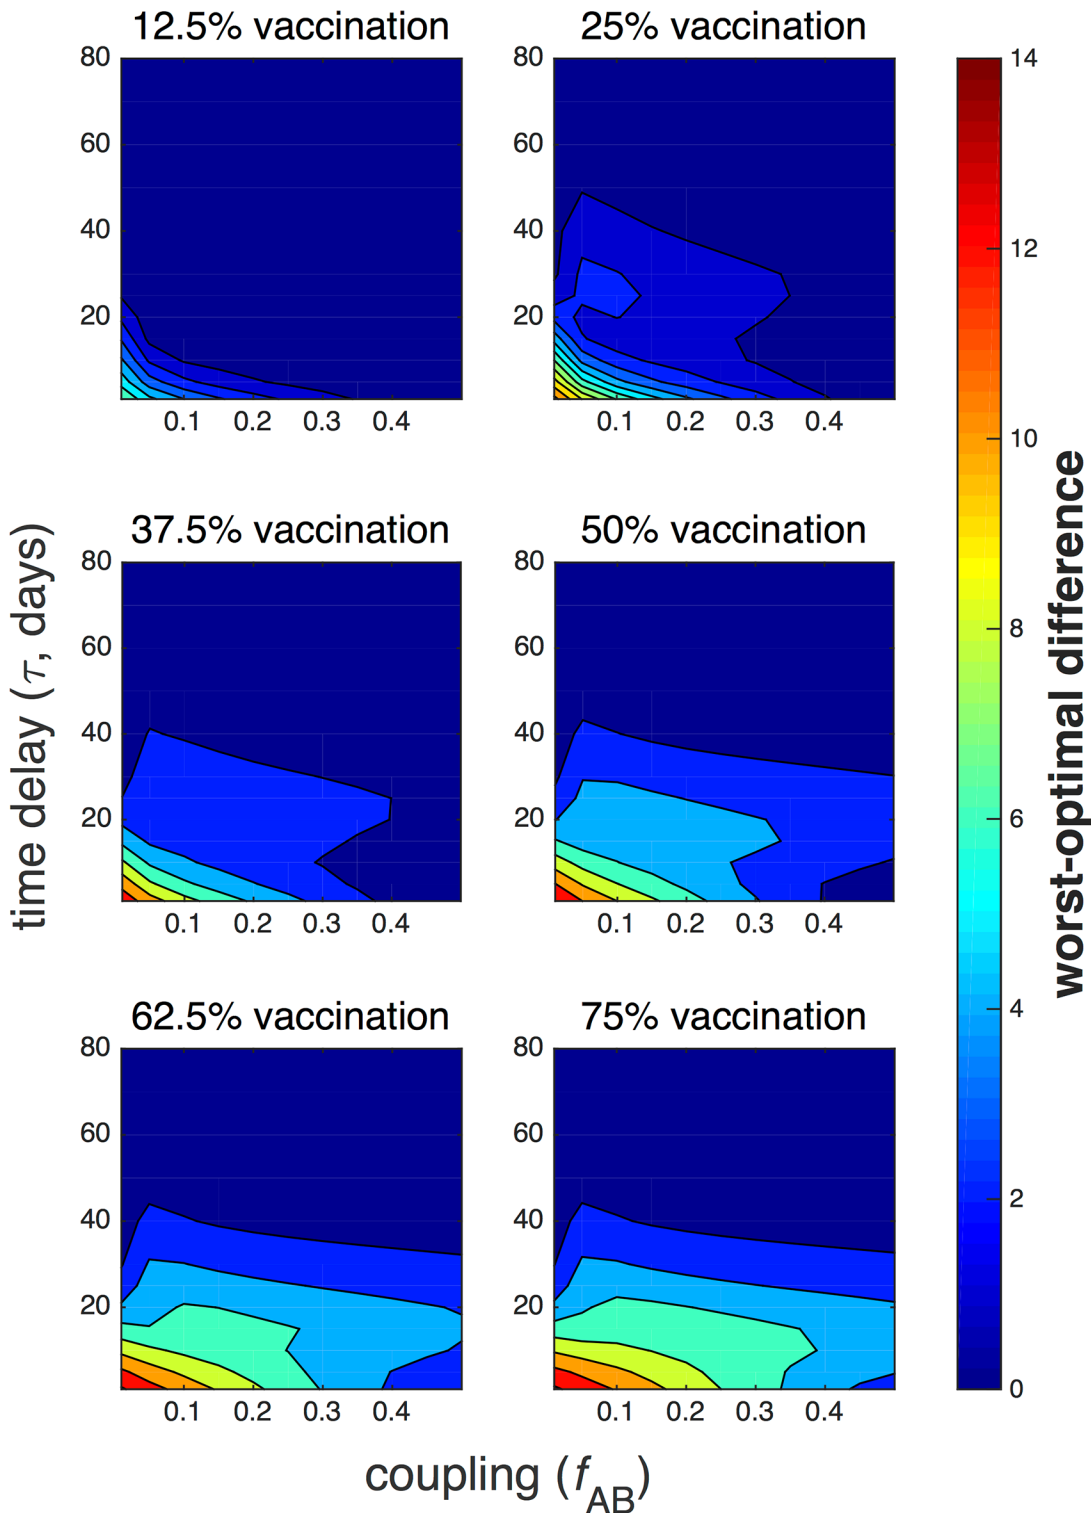 12.5% vaccination
25% vaccination
80
60
40
20
0.1 0.2 0.3 0.4
80
60
40
20
0.1 0.2 0.3 0.4
37.5% vaccination
50% vaccination
80
60
40
20
0.1 0.2 0.3 0.4
80
60
40
20
0.1 0.2 0.3 0.4
62.5% vaccination
75% vaccination
80
60
40
20
0.1 0.2 0.3 0.4
80
60
40
20
0.1 0.2 0.3 0.4
time delay (τ, days)
coupling (fAB)
14
12
10
8
6
4
2
0
worst-optimal difference